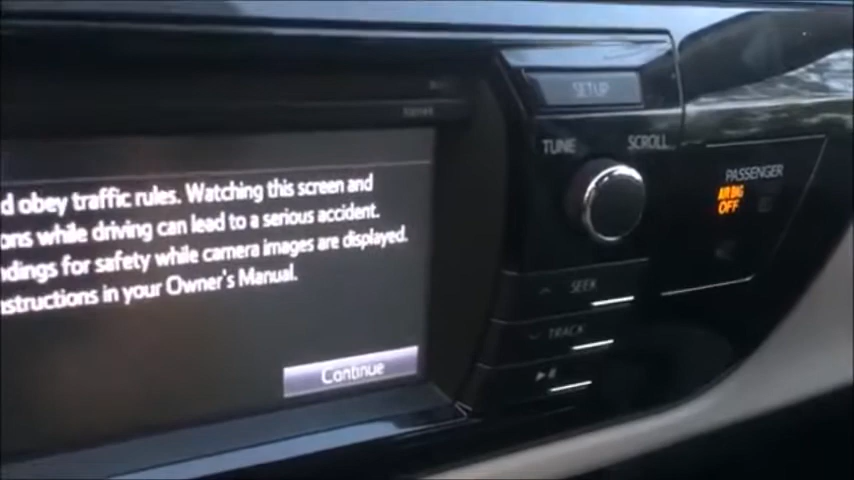 d obey traffic rules. Watching this screen and
ons while driving can lead to a serious accident.
ndings for safety while camera images are displayed.
structions in your Owner's Manual.
Continue
SETUP
TUNE
SCROLL
SEEK
TRACK
PASSENGER
AIR BAG
OFF